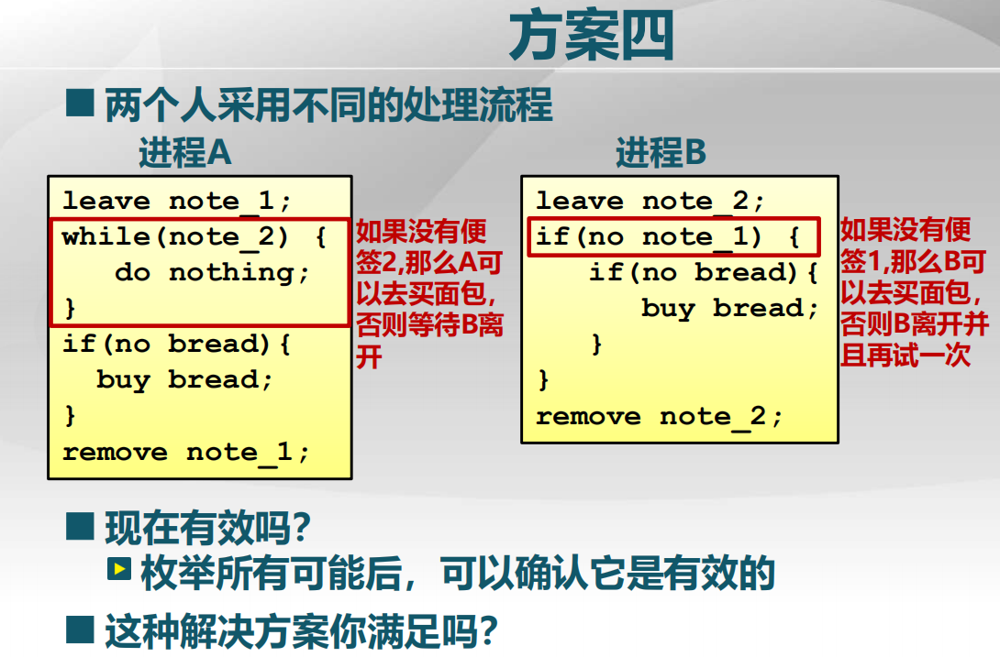 方案四
两个人采用不同的处理流程
进程A
leave note_1;
while(note_2) {
do nothing;
}
if(no bread){
buy bread;
}
remove note_1;
如果没有便
签2,那么A可
以去买面包,
否则等待B离
开
进程B
leave note_2;
if(no note_1) {
if(no bread){
buy bread;
}
}
remove note_2;
如果没有便
签1,那么B可
以去买面包,
否则B离开并
且再试一次
现在有效吗?
枚举所有可能后，可以确认它是有效的
这种解决方案你满足吗?